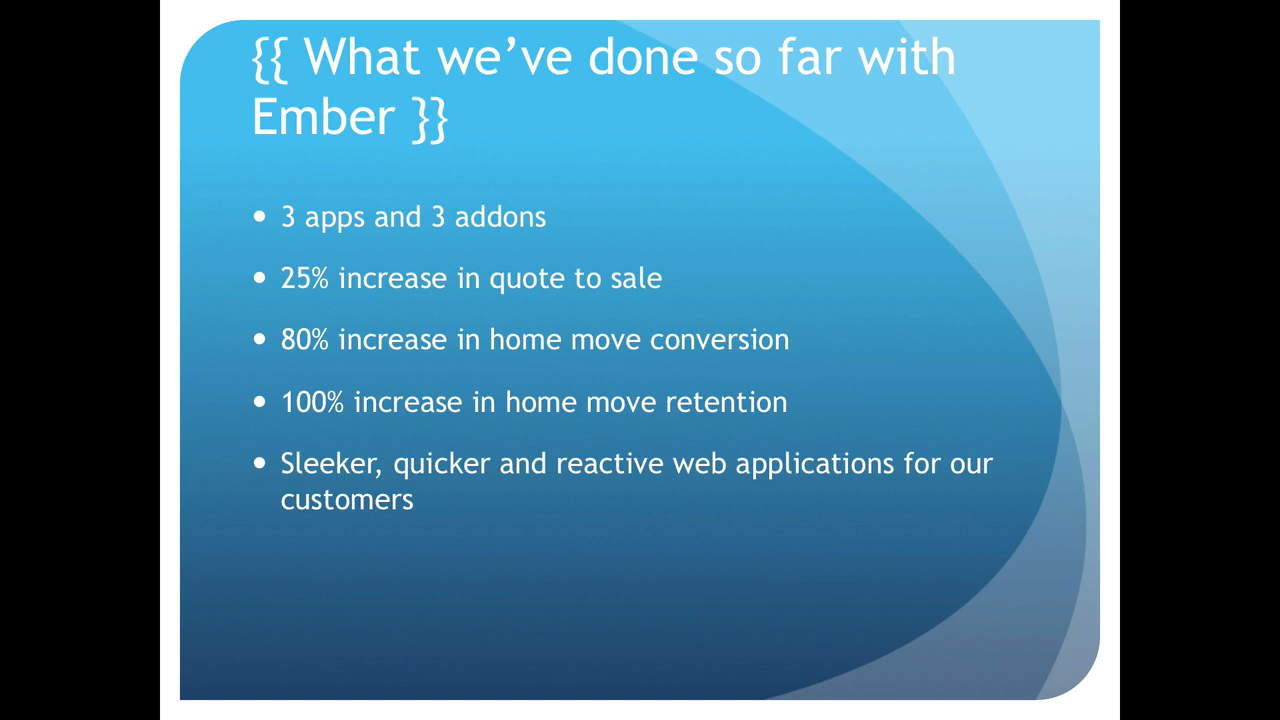 {{ What we’ve done so far with
Ember }}
• 3 apps and 3 addons
• 25% increase in quote to sale
• 80% increase in home move conversion
• 100% increase in home move retention
• Sleeker, quicker and reactive web applications for our
customers